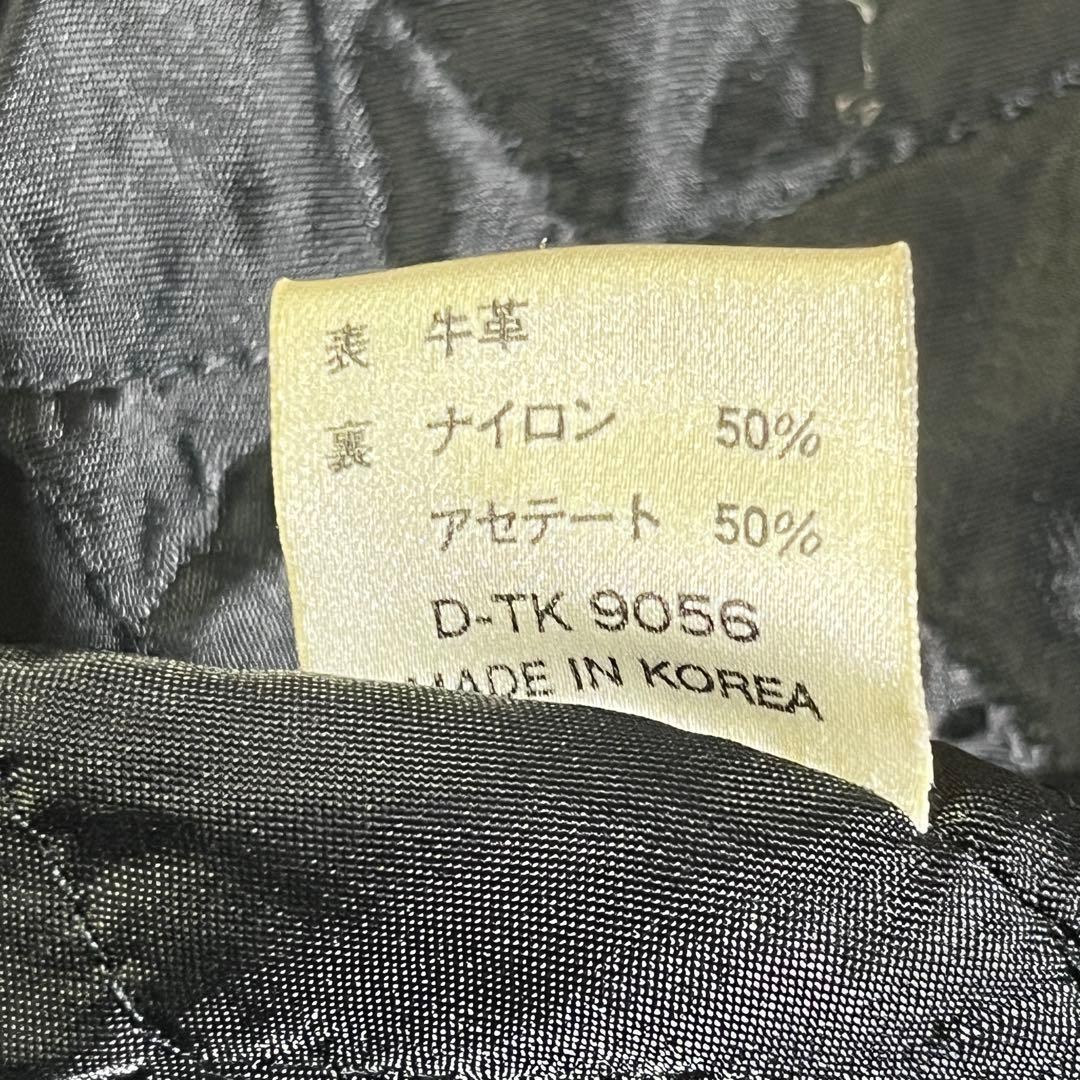 表 牛革
裏 ナイロン 50%
アセテート 50%
D-TK 9056
MADE IN KOREA